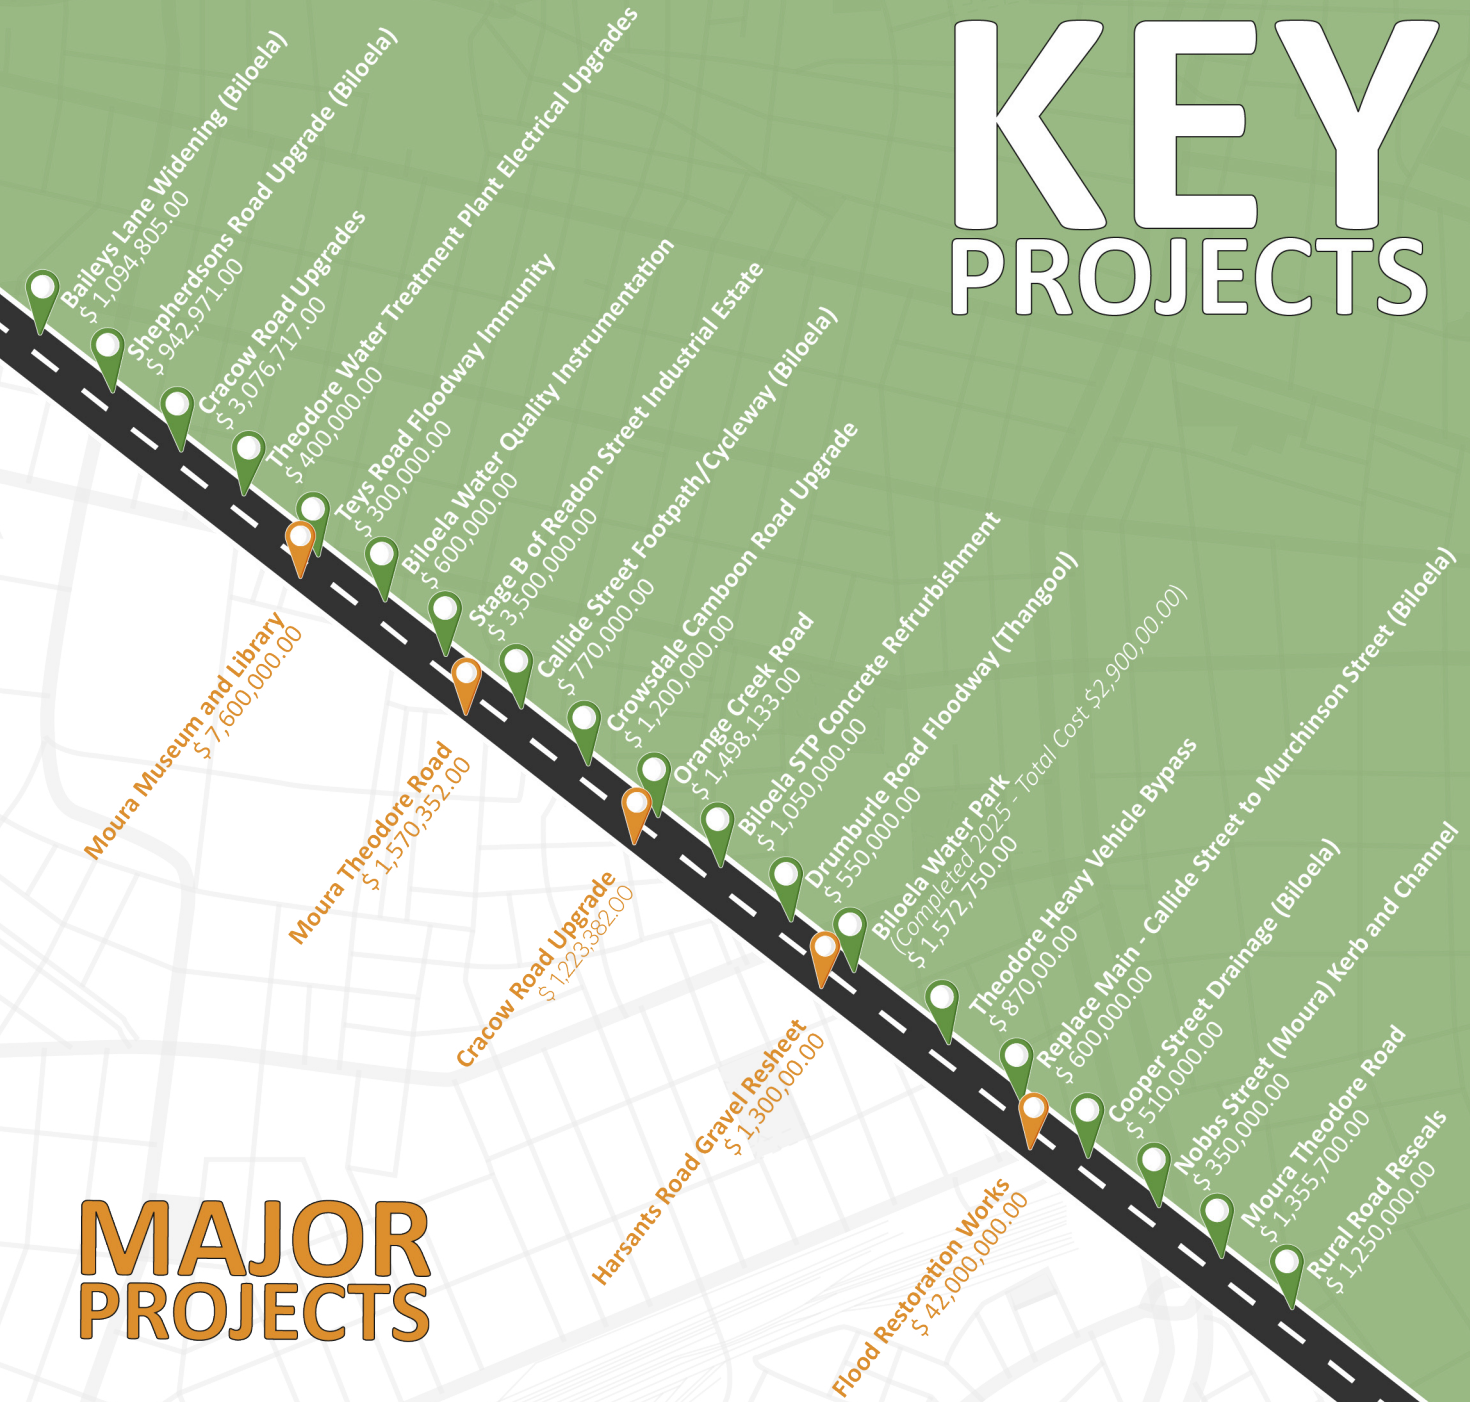 KEY
PROJECTS
Baileys Lane Widening (Biloela)
$ 1,094,805.00
Shepherdsons Road Upgrade (Biloela)
$ 942,971.00
Cracow Road Upgrades
$ 3,076,717.00
Theodore Water Treatment Plant Electrical Upgrades
$ 400,000.00
Teys Road Floodway Immunity
$ 300,000.00
Biloela Water Quality Instrumentation
$ 600,000.00
Stage B of Readon Street Industrial Estate
$ 3,500,000.00
Callide Street Footpath/Cycleway (Biloela)
$ 770,000.00
Crowsdale Camboon Road Upgrade
$ 1,200,000.00
Orange Creek Road
$ 1,498,133.00
Biloela STP Concrete Refrurbishment
$ 1,050,000.00
Drumburle Road Floodway (Thangool)
$ 550,000.00
Biloela Water Park
(Completed 2025 - Total Cost $2,900,00.00)
$ 1,572,750.00
Theodore Heavy Vehicle Bypass
$ 870,00.00
Replace Main - Callide Street to Murchinson Street (Biloela)
$ 600,000.00
Cooper Street Drainage (Biloela)
$ 510,000.00
Nobbs Street (Moura) Kerb and Channel
$ 350,000.00
Moura Theodore Road
$ 1,355,700.00
Rural Road Reseals
$ 1,250,000.00
Moura Museum and Library
$ 7,600,000.00
Moura Theodore Road
$ 1,570,352.00
Cracow Road Upgrade
$ 1,223,382.00
Harsants Road Gravel Resheet
$ 1,300,00.00
Flood Restoration Works
$ 42,000,000.00
MAJOR
PROJECTS